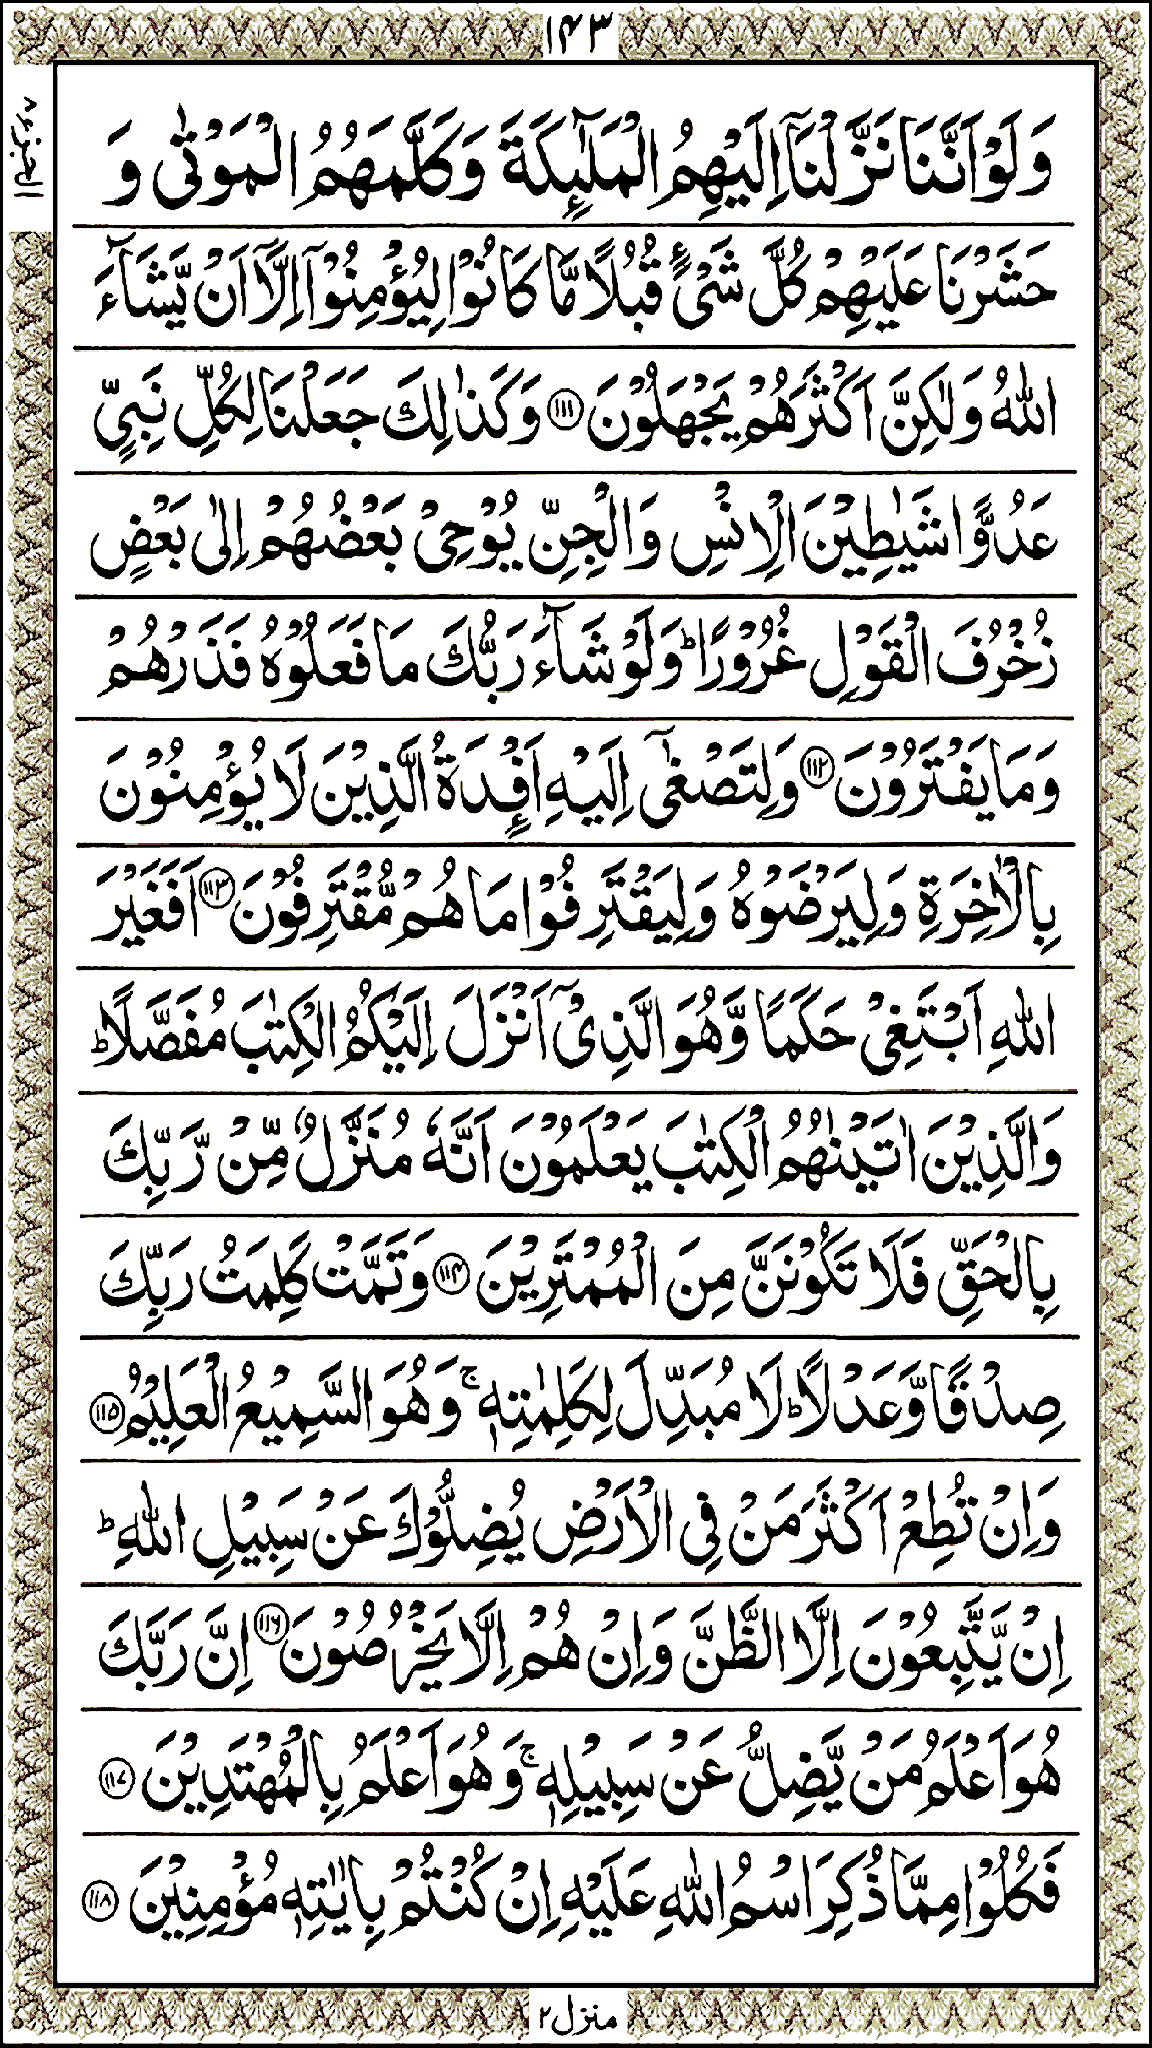 ١٤٣
الجزء ٨
وَلَوْ اَنَّنَا نَزَّلْنَاۤ اِلَيْهِمُ الْمَلٰٓئِكَةَ وَكَلَّمَهُمُ الْمَوْتٰى وَ
حَشَرْنَا عَلَيْهِمْ كُلَّ شَىْءٍ قُبُلًا مَّا كَانُوْا لِيُؤْمِنُوْۤا اِلَّاۤ اَنْ يَّشَآءَ
اللّٰهُ وَلٰكِنَّ اَكْثَرَهُمْ يَجْهَلُوْنَ ﴿١١١﴾ وَكَذٰلِكَ جَعَلْنَا لِكُلِّ نَبِىٍّ
عَدُوًّا شَيٰطِيْنَ الْاِنْسِ وَالْجِنِّ يُوْحِىْ بَعْضُهُمْ اِلٰى بَعْضٍ
زُخْرُفَ الْقَوْلِ غُرُوْرًا ؕ وَلَوْ شَآءَ رَبُّكَ مَا فَعَلُوْهُ فَذَرْهُمْ
وَمَا يَفْتَرُوْنَ ﴿١١٢﴾ وَلِتَصْغٰۤى اِلَيْهِ اَفْـِٕدَةُ الَّذِيْنَ لَا يُؤْمِنُوْنَ
بِالْاٰخِرَةِ وَلِيَرْضَوْهُ وَلِيَقْتَرِفُوْا مَا هُمْ مُّقْتَرِفُوْنَ ﴿١١٣﴾ اَفَغَيْرَ
اللّٰهِ اَبْتَغِىْ حَكَمًا وَّهُوَ الَّذِىْۤ اَنْزَلَ اِلَيْكُمُ الْكِتٰبَ مُفَصَّلًا ؕ
وَالَّذِيْنَ اٰتَيْنٰهُمُ الْكِتٰبَ يَعْلَمُوْنَ اَنَّهٗ مُنَزَّلٌ مِّنْ رَّبِّكَ
بِالْحَقِّ فَلَا تَكُوْنَنَّ مِنَ الْمُمْتَرِيْنَ ﴿١١٤﴾ وَتَمَّتْ كَلِمَتُ رَبِّكَ
صِدْقًا وَّعَدْلًا ؕ لَا مُبَدِّلَ لِكَلِمٰتِهٖ ۚ وَهُوَ السَّمِيْعُ الْعَلِيْمُ ﴿١١٥﴾
وَاِنْ تُطِعْ اَكْثَرَ مَنْ فِى الْاَرْضِ يُضِلُّوْكَ عَنْ سَبِيْلِ اللّٰهِ ؕ
اِنْ يَّتَّبِعُوْنَ اِلَّا الظَّنَّ وَاِنْ هُمْ اِلَّا يَخْرُصُوْنَ ﴿١١٦﴾ اِنَّ رَبَّكَ
هُوَ اَعْلَمُ مَنْ يَّضِلُّ عَنْ سَبِيْلِهٖ ۚ وَهُوَ اَعْلَمُ بِالْمُهْتَدِيْنَ ﴿١١٧﴾
فَكُلُوْا مِمَّا ذُكِرَ اسْمُ اللّٰهِ عَلَيْهِ اِنْ كُنْتُمْ بِاٰيٰتِهٖ مُؤْمِنِيْنَ ﴿١١٨﴾
منزل ٢